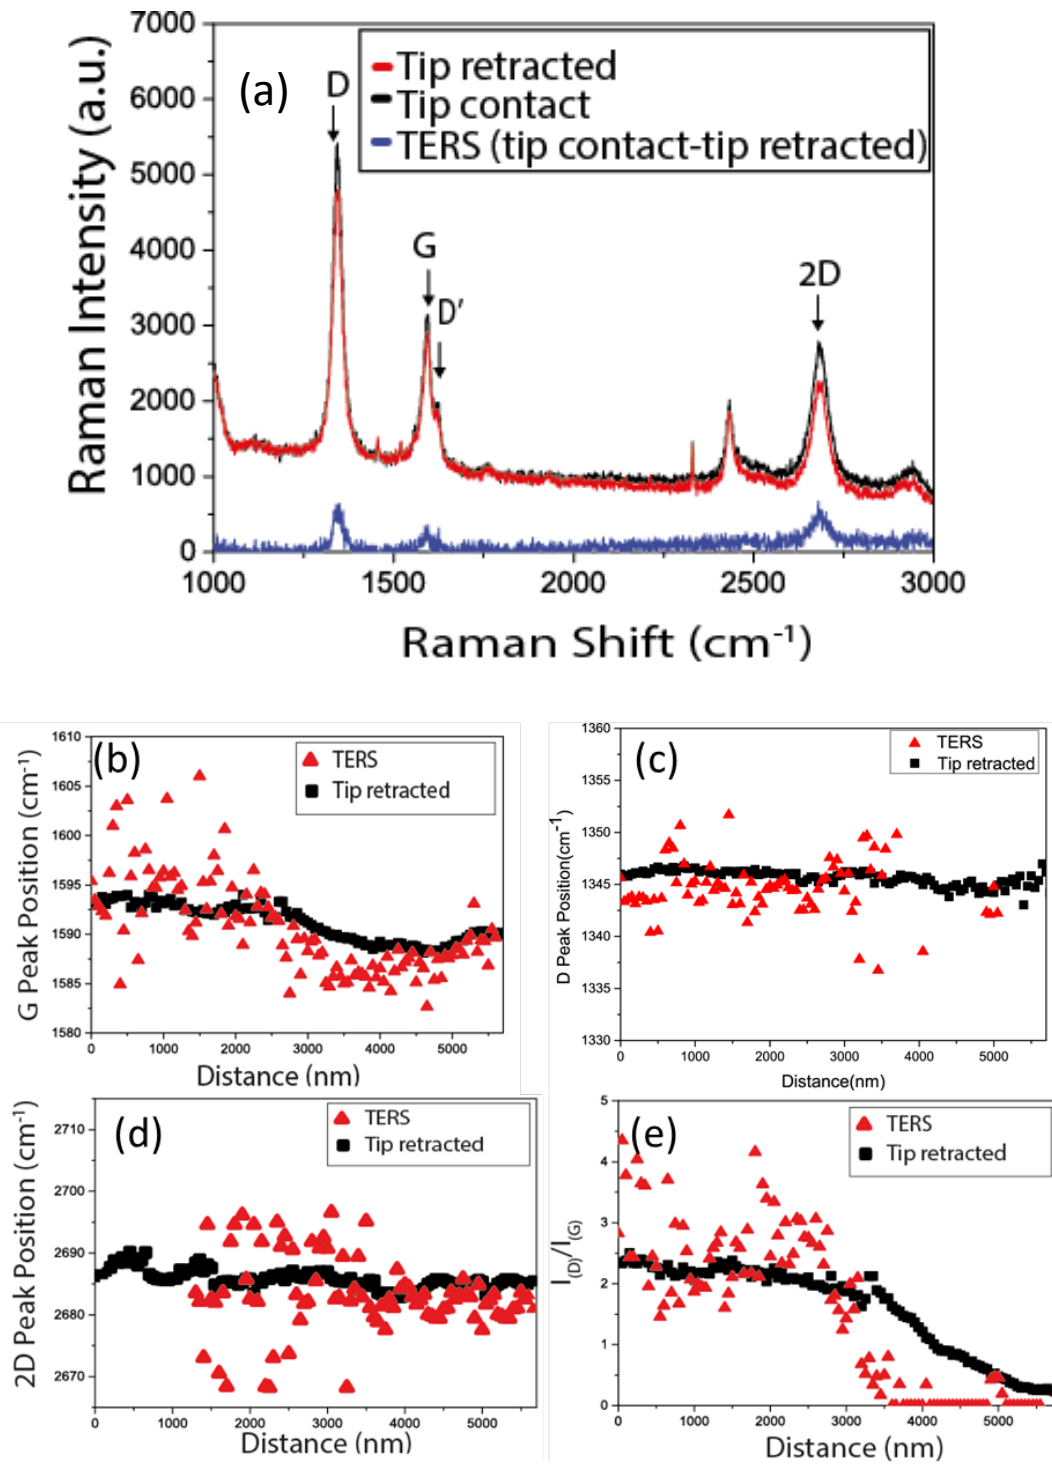 7000
6000
5000
4000
3000
2000
1000
0
Raman Intensity (a.u.)
(a)
Tip retracted
Tip contact
TERS (tip contact-tip retracted)
D
G
D'
2D
1000 1500 2000 2500 3000
Raman Shift (cm⁻¹)
(b)
1610
1605
1600
1595
1590
1585
1580
G Peak Position (cm⁻¹)
TERS
Tip retracted
0 1000 2000 3000 4000 5000
Distance (nm)
(c)
1360
1355
1350
1345
1340
1335
1330
D Peak Position(cm⁻¹)
TERS
Tip retracted
0 1000 2000 3000 4000 5000
Distance(nm)
(d)
2710
2700
2690
2680
2670
2D Peak Position (cm⁻¹)
TERS
Tip retracted
0 1000 2000 3000 4000 5000
Distance (nm)
(e)
5
4
3
2
1
0
I(D)/I(G)
TERS
Tip retracted
0 1000 2000 3000 4000 5000
Distance (nm)